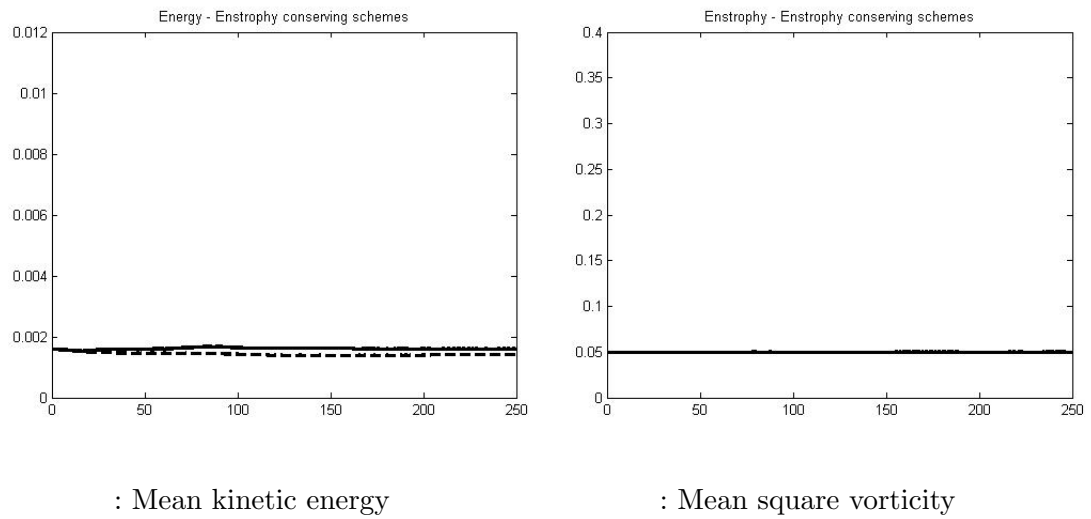 Energy - Enstrophy conserving schemes
0.012
0.01
0.008
0.006
0.004
0.002
0
0 50 100 150 200 250
Enstrophy - Enstrophy conserving schemes
0.4
0.35
0.3
0.25
0.2
0.15
0.1
0.05
0
0 50 100 150 200 250
: Mean kinetic energy
: Mean square vorticity